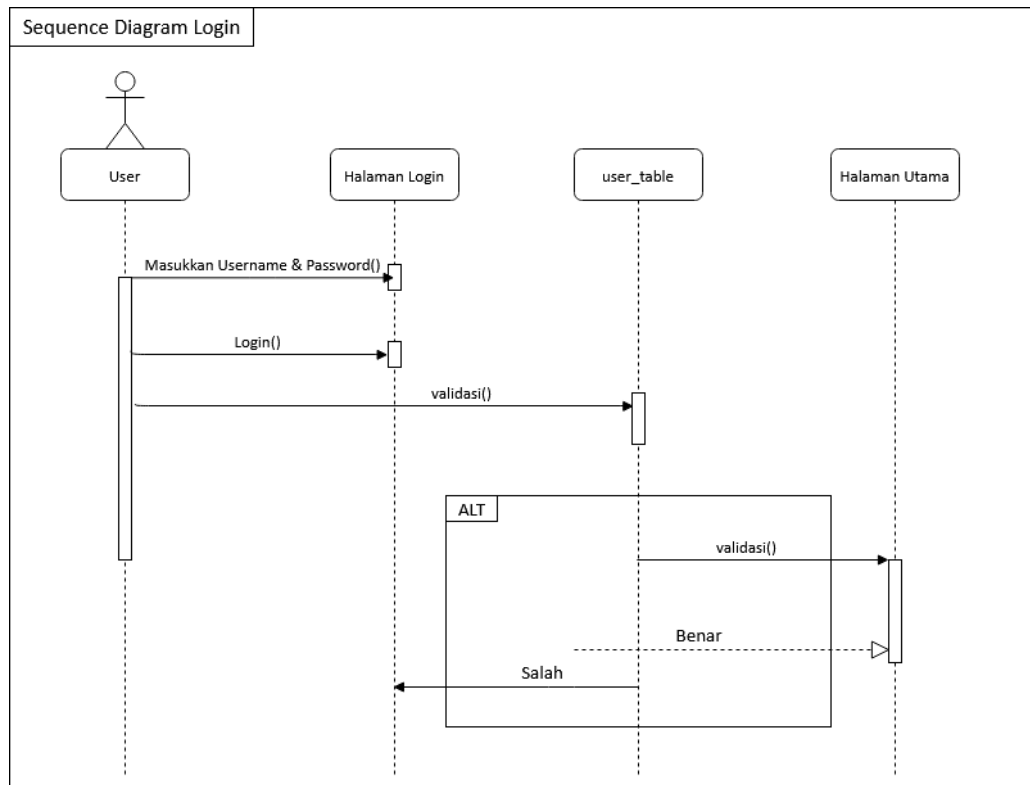 Sequence Diagram Login
User
Halaman Login
user_table
Halaman Utama
Masukkan Username & Password()
Login()
validasi()
ALT
validasi()
Benar
Salah